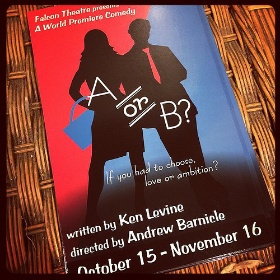 Falcon Theatre presents
A World Premiere Comedy
A
or
B?
If you had to choose,
love or ambition?
written by Ken Levine
directed by Andrew Barnicle
October 15 - November 16